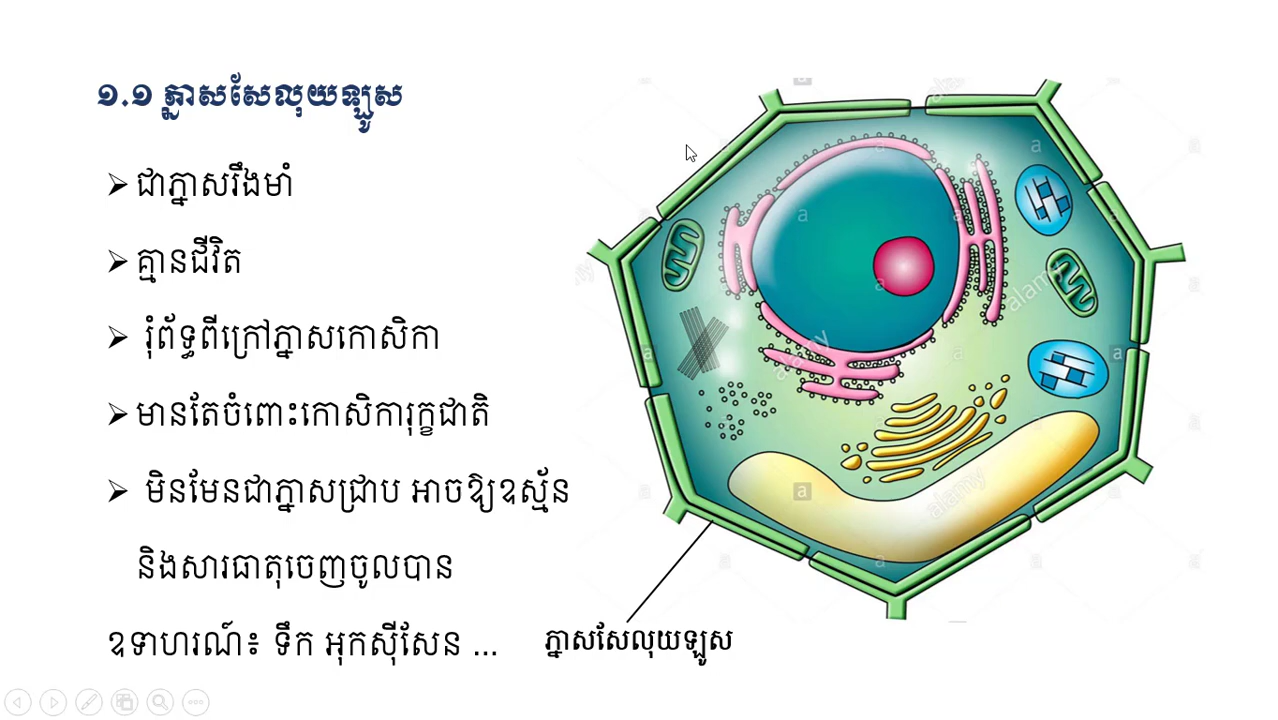 ១.១ ភ្នាសសែលុយឡូស
➢ ជាភ្នាសរឹងមាំ
➢ គ្មានជីវិត
➢ រុំព័ទ្ធពីក្រៅភ្នាសកោសិកា
➢ មានតែចំពោះកោសិការុក្ខជាតិ
➢ មិនមែនជាភ្នាសជ្រាប អាចឱ្យឧស្ម័ន
និងសារធាតុចេញចូលបាន
ឧទាហរណ៍៖ ទឹក អុកស៊ីសែន ...
ភ្នាសសែលុយឡូស
alamy
alamy
alamy
alamy